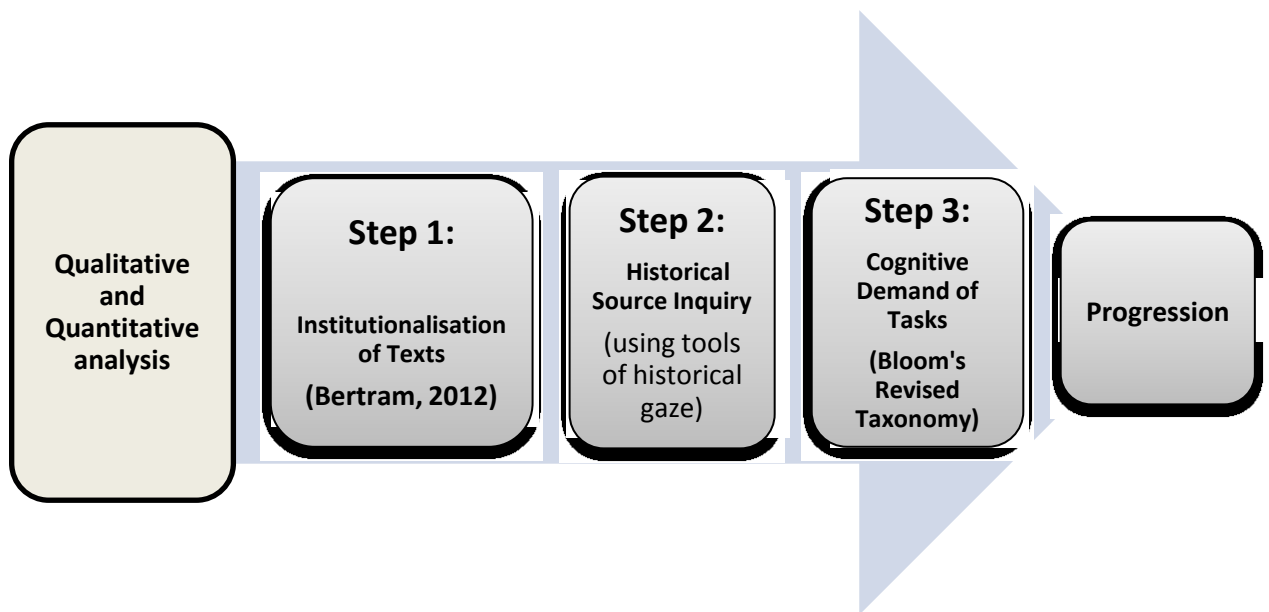 Qualitative
and
Quantitative
analysis
Step 1:
Institutionalisation
of Texts
(Bertram, 2012)
Step 2:
Historical
Source Inquiry
(using tools
of historical
gaze)
Step 3:
Cognitive
Demand of
Tasks
(Bloom's
Revised
Taxonomy)
Progression